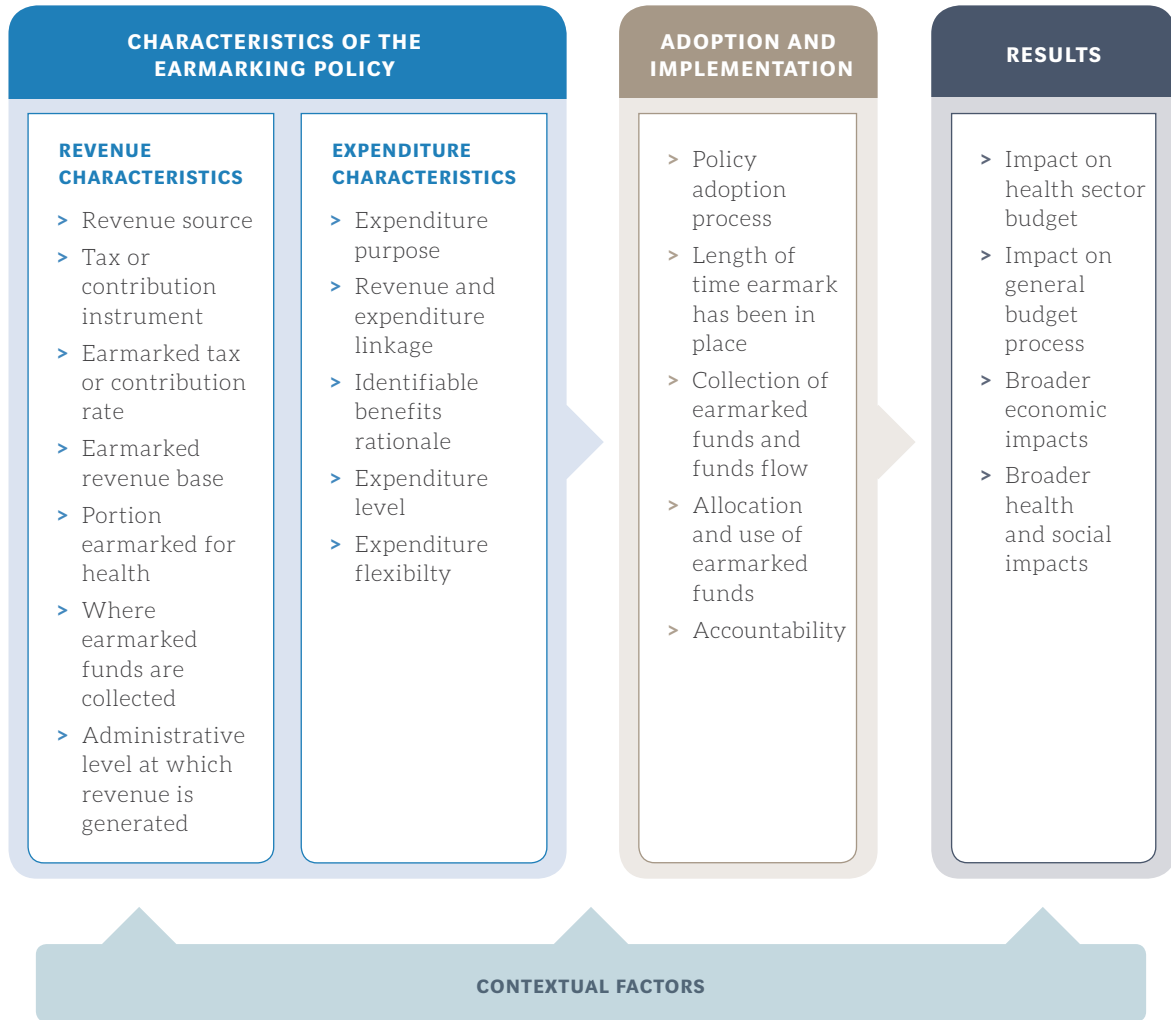 CHARACTERISTICS OF THE
EARMARKING POLICY
REVENUE
CHARACTERISTICS
> Revenue source
> Tax or
contribution
instrument
> Earmarked tax
or contribution
rate
> Earmarked
revenue base
> Portion
earmarked for
health
> Where
earmarked
funds are
collected
> Administrative
level at which
revenue is
generated
EXPENDITURE
CHARACTERISTICS
> Expenditure
purpose
> Revenue and
expenditure
linkage
> Identifiable
benefits
rationale
> Expenditure
level
> Expenditure
flexibilty
ADOPTION AND
IMPLEMENTATION
> Policy
adoption
process
> Length of
time earmark
has been in
place
> Collection of
earmarked
funds and
funds flow
> Allocation
and use of
earmarked
funds
> Accountability
RESULTS
> Impact on
health sector
budget
> Impact on
general
budget
process
> Broader
economic
impacts
> Broader
health
and social
impacts
CONTEXTUAL FACTORS